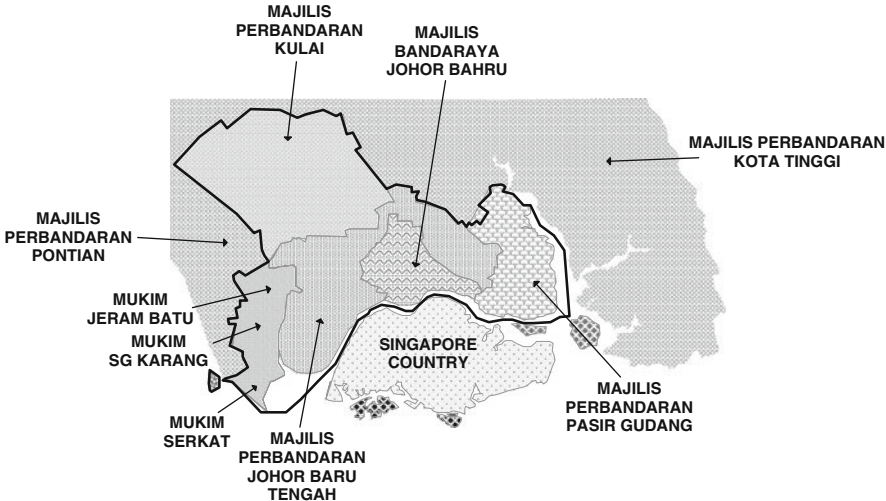 MAJILIS
PERBANDARAN
KULAI
MAJILIS
BANDARAYA
JOHOR BAHRU
MAJILIS PERBANDARAN
KOTA TINGGI
MAJILIS
PERBANDARAN
PONTIAN
MUKIM
JERAM BATU
MUKIM
SG KARANG
SINGAPORE
COUNTRY
MUKIM
SERKAT
MAJILIS
PERBANDARAN
JOHOR BARU
TENGAH
MAJILIS
PERBANDARAN
PASIR GUDANG